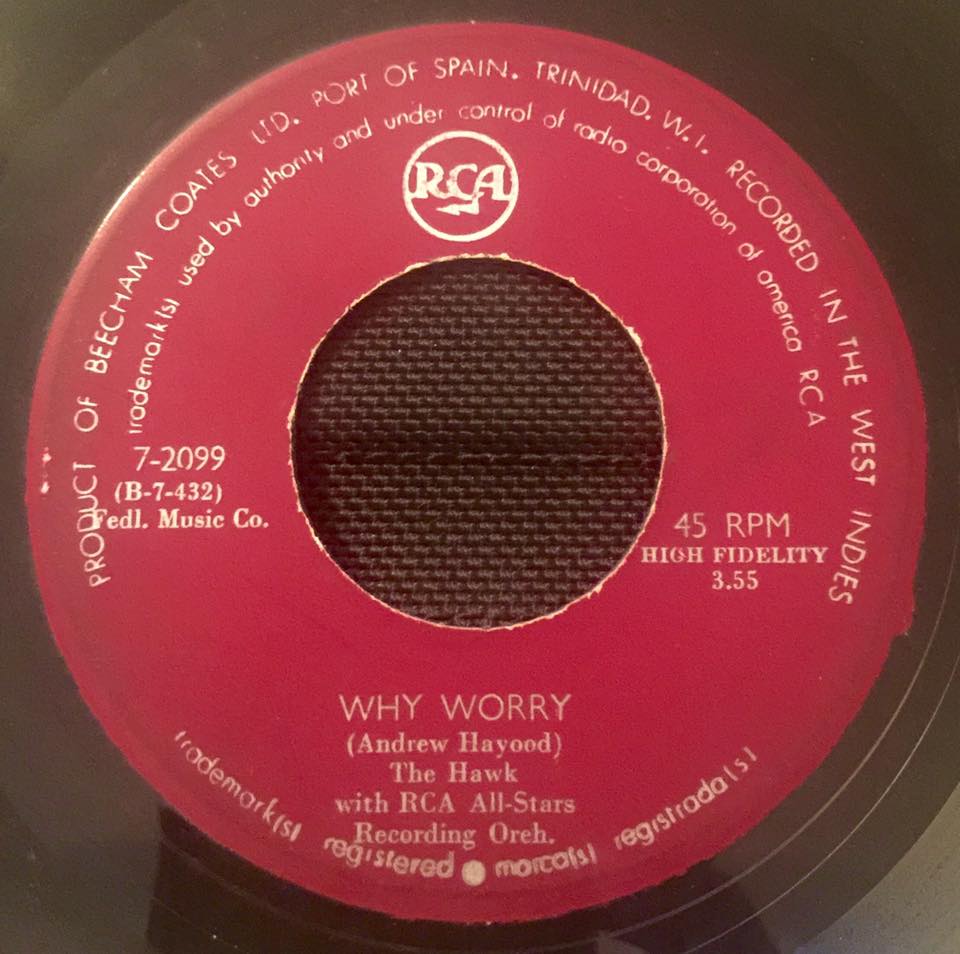 PRODUCT OF BEECHAM COATES LTD. PORT OF SPAIN. TRINIDAD. W.I. RECORDED IN THE WEST INDIES
trademark(s) used by authority and under control of radio corporation of america RCA
RCA
7-2099
(B-7-432)
Fedl. Music Co.
45 RPM
HIGH FIDELITY
3.55
WHY WORRY
(Andrew Hayood)
The Hawk
with RCA All-Stars
Recording Orch.
trademark(s) registered ● marca(s) registrada(s)